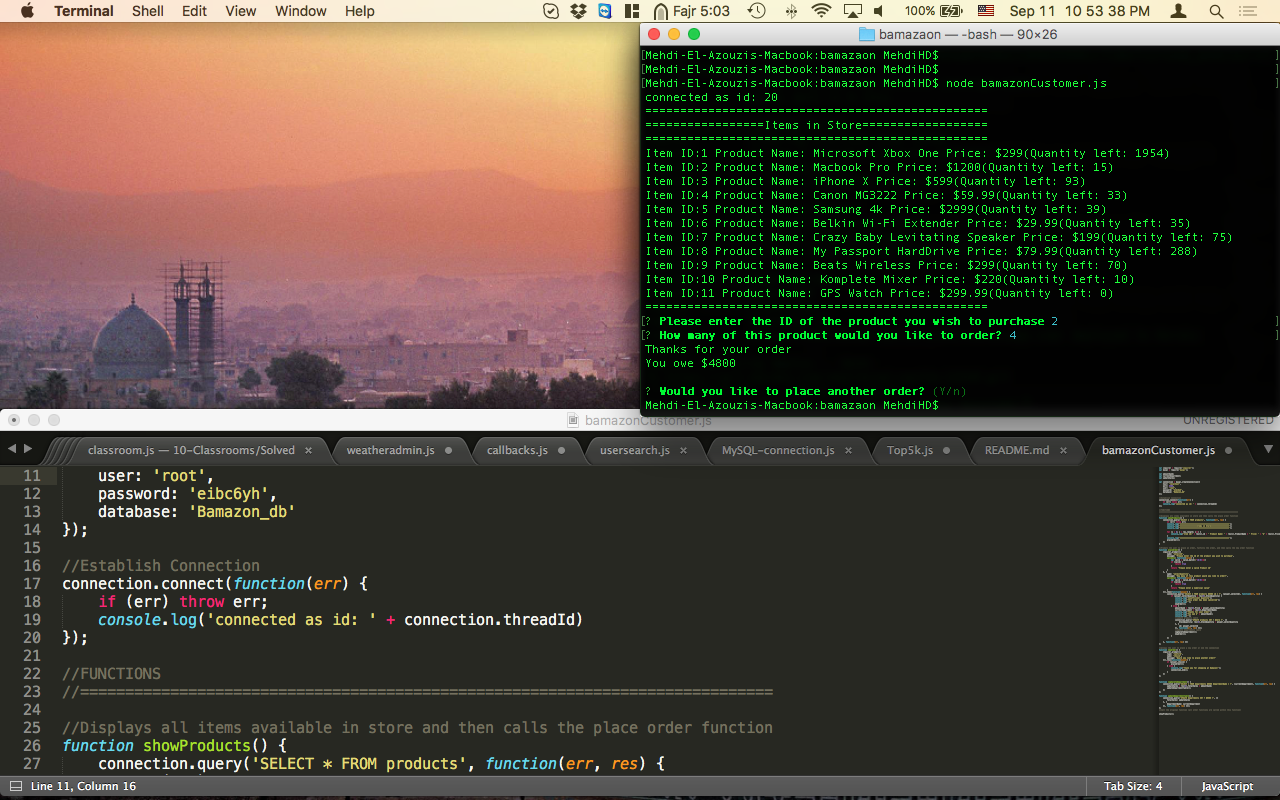 Terminal Shell Edit View Window Help Fajr 5:03 100% Sep 11 10 53 38 PM
bamazaon — -bash — 90×26
[Mehdi-El-Azouzis-Macbook:bamazaon MehdiHD$ ]
[Mehdi-El-Azouzis-Macbook:bamazaon MehdiHD$ ]
[Mehdi-El-Azouzis-Macbook:bamazaon MehdiHD$ node bamazonCustomer.js ]
connected as id: 20
=================================================
=================Items in Store==================
=================================================
Item ID:1 Product Name: Microsoft Xbox One Price: $299(Quantity left: 1954)
Item ID:2 Product Name: Macbook Pro Price: $1200(Quantity left: 15)
Item ID:3 Product Name: iPhone X Price: $599(Quantity left: 93)
Item ID:4 Product Name: Canon MG3222 Price: $59.99(Quantity left: 33)
Item ID:5 Product Name: Samsung 4k Price: $2999(Quantity left: 39)
Item ID:6 Product Name: Belkin Wi-Fi Extender Price: $29.99(Quantity left: 35)
Item ID:7 Product Name: Crazy Baby Levitating Speaker Price: $199(Quantity left: 75)
Item ID:8 Product Name: My Passport HardDrive Price: $79.99(Quantity left: 288)
Item ID:9 Product Name: Beats Wireless Price: $299(Quantity left: 70)
Item ID:10 Product Name: Komplete Mixer Price: $220(Quantity left: 10)
Item ID:11 Product Name: GPS Watch Price: $299.99(Quantity left: 0)
=================================================
[? Please enter the ID of the product you wish to purchase 2 ]
[? How many of this product would you like to order? 4 ]
Thanks for your order
You owe $4800
? Would you like to place another order? (Y/n)
Mehdi-El-Azouzis-Macbook:bamazaon MehdiHD$
bamazonCustomer.js UNREGISTERED
classroom.js — 10-Classrooms/Solved × weatheradmin.js callbacks.js usersearch.js × MySQL-connection.js × Top5k.js README.md × bamazonCustomer.js
11 user: 'root',
12 password: 'eibc6yh',
13 database: 'Bamazon_db'
14 });
15
16 //Establish Connection
17 connection.connect(function(err) {
18 if (err) throw err;
19 console.log('connected as id: ' + connection.threadId)
20 });
21
22 //FUNCTIONS
23 //=============================================================================
24
25 //Displays all items available in store and then calls the place order function
26 function showProducts() {
27 connection.query('SELECT * FROM products', function(err, res) {
Line 11, Column 16 Tab Size: 4 JavaScript